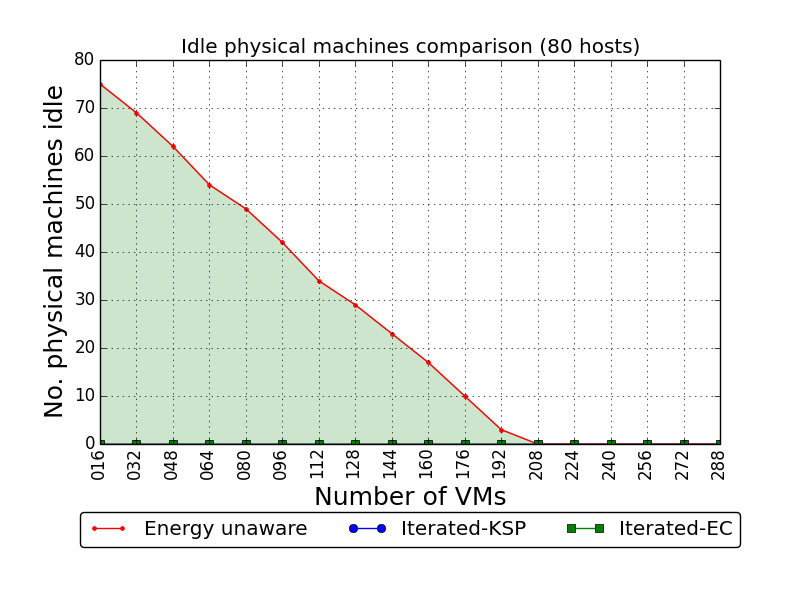 Idle physical machines comparison (80 hosts)
80
70
60
50
40
30
20
10
0
No. physical machines idle
016 032 048 064 080 096 112 128 144 160 176 192 208 224 240 256 272 288
Number of VMs
Energy unaware Iterated-KSP Iterated-EC